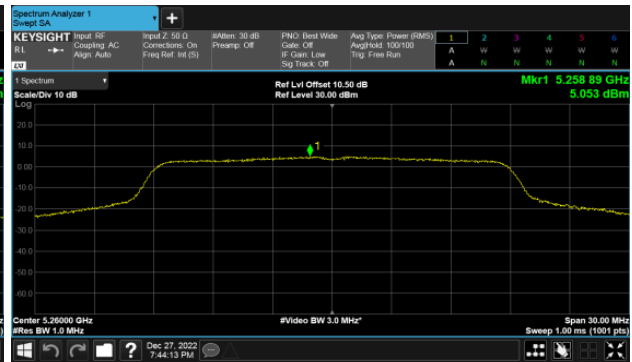 Spectrum Analyzer 1
Swept SA
+
KEYSIGHT Input: RF Input Z: 50 Ω #Atten: 30 dB PNO: Best Wide Avg Type: Power (RMS) 1 2 3 4 5 6
RL Coupling: AC Corrections: On Preamp: Off Gate: Off Avg|Hold: 100/100 A W W W W W
Align: Auto Freq Ref: Int (S) IF Gain: Low Trig: Free Run
LXI Sig Track: Off A N N N N N
1 Spectrum Ref Lvl Offset 10.50 dB Mkr1 5.258 89 GHz
Scale/Div 10 dB Ref Level 30.00 dBm 5.053 dBm
Log
20.0
10.0
1
0.00
-10.0
-20.0
-30.0
-40.0
-50.0
-60.0
Center 5.26000 GHz #Video BW 3.0 MHz* Span 30.00 MHz
#Res BW 1.0 MHz Sweep 1.00 ms (1001 pts)
? Dec 27, 2022
7:44:13 PM